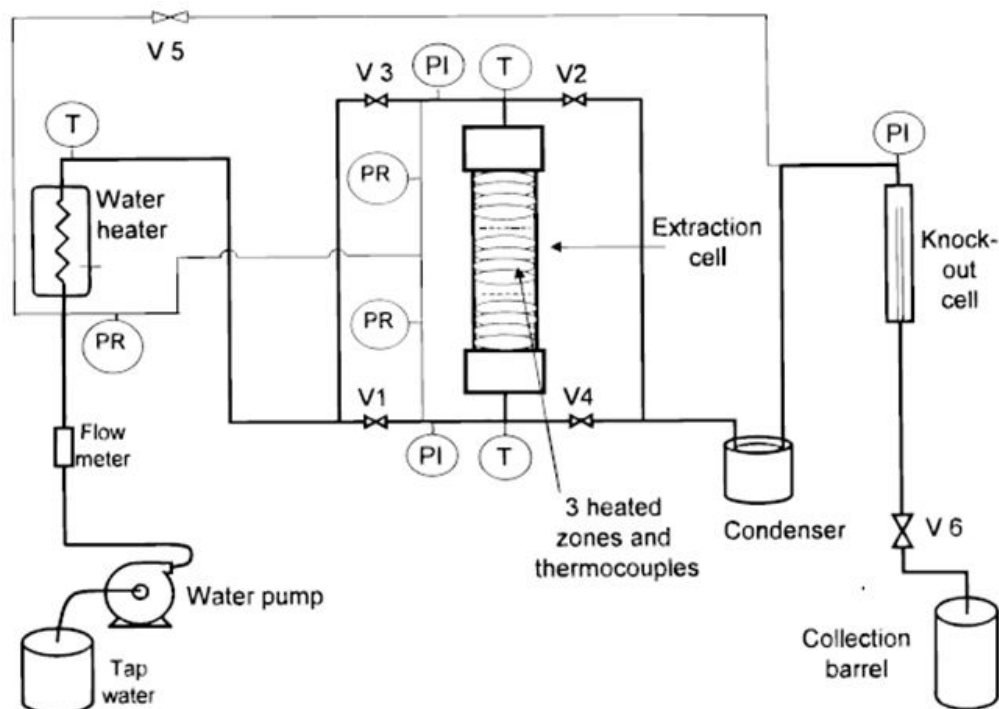 V 5
V 3
PI
T
V2
T
PI
PR
Water
heater
Extraction
cell
Knock-
out
cell
PR
PR
V1
V4
Flow
meter
PI
T
3 heated
zones and
thermocouples
Condenser
V 6
Water pump
Tap
water
Collection
barrel